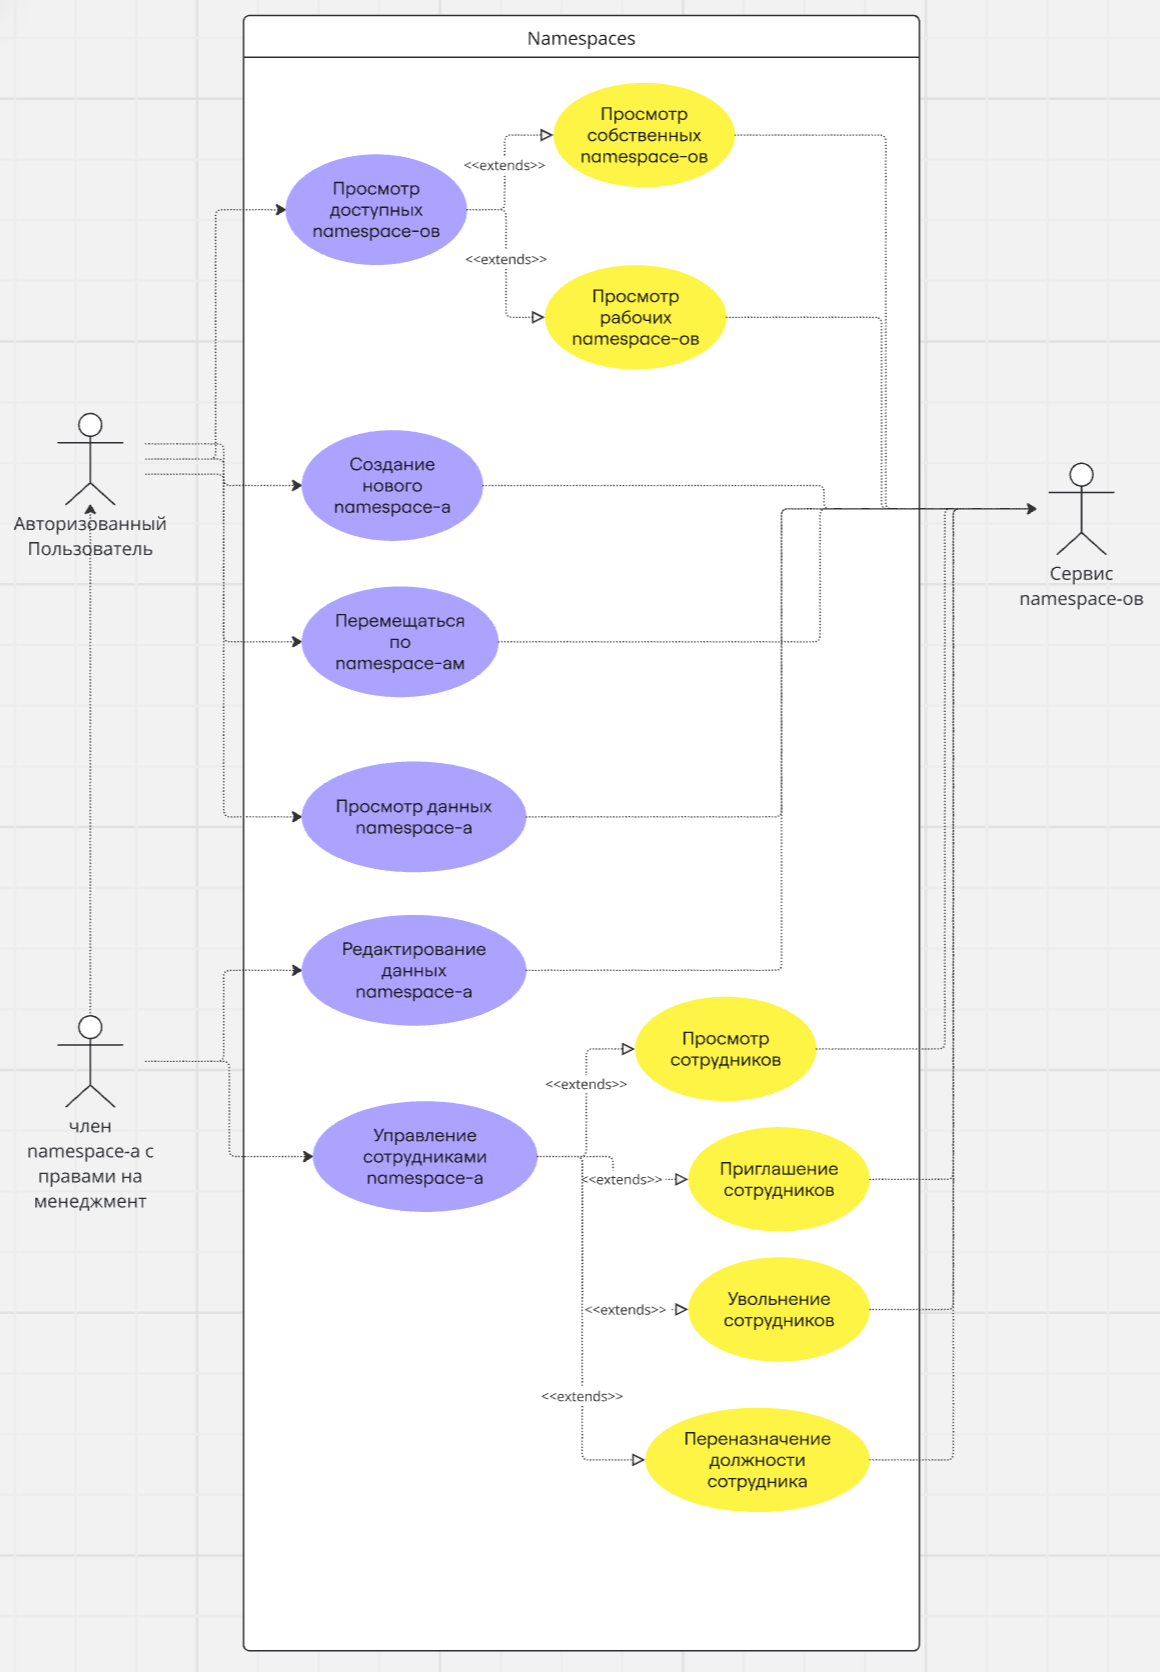 Namespaces
Просмотр
собственных
namespace-ов
<<extends>>
Просмотр
доступных
namespace-ов
<<extends>>
Просмотр
рабочих
namespace-ов
Авторизованный
Пользователь
Создание
нового
namespace-а
Сервис
namespace-ов
Перемещаться
по
namespace-ам
Просмотр данных
namespace-а
Редактирование
данных
namespace-а
Просмотр
сотрудников
<<extends>>
член
namespace-а с
правами на
менеджмент
Управление
сотрудниками
namespace-а
<<extends>>
Приглашение
сотрудников
<<extends>>
Увольнение
сотрудников
<<extends>>
Переназначение
должности
сотрудника